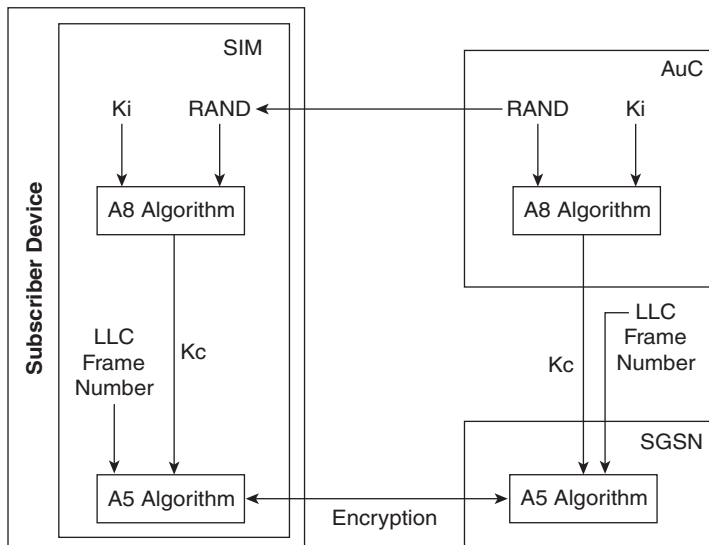 Subscriber Device
SIM
AuC
Ki
RAND
RAND
Ki
A8 Algorithm
A8 Algorithm
LLC
Frame
Number
Kc
Kc
LLC
Frame
Number
SGSN
A5 Algorithm
Encryption
A5 Algorithm